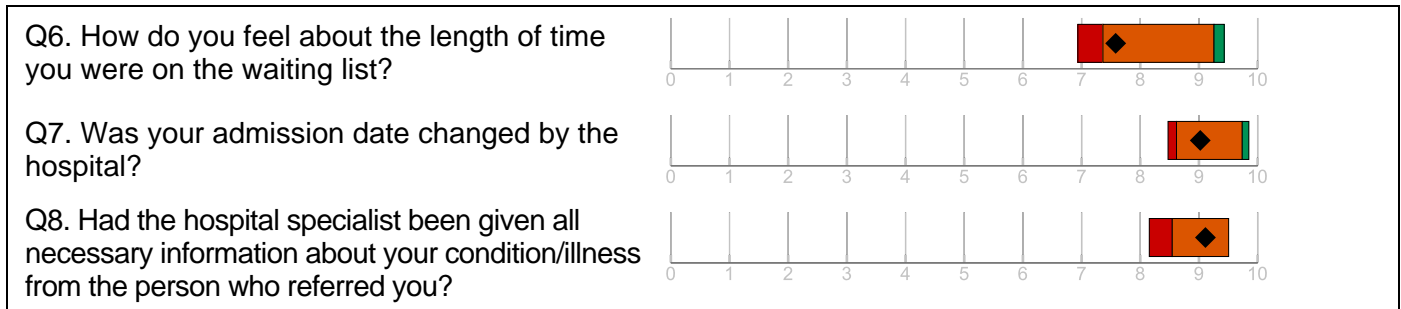 Q6. How do you feel about the length of time
you were on the waiting list?
0 1 2 3 4 5 6 7 8 9 10
Q7. Was your admission date changed by the
hospital?
0 1 2 3 4 5 6 7 8 9 10
Q8. Had the hospital specialist been given all
necessary information about your condition/illness
from the person who referred you?
0 1 2 3 4 5 6 7 8 9 10